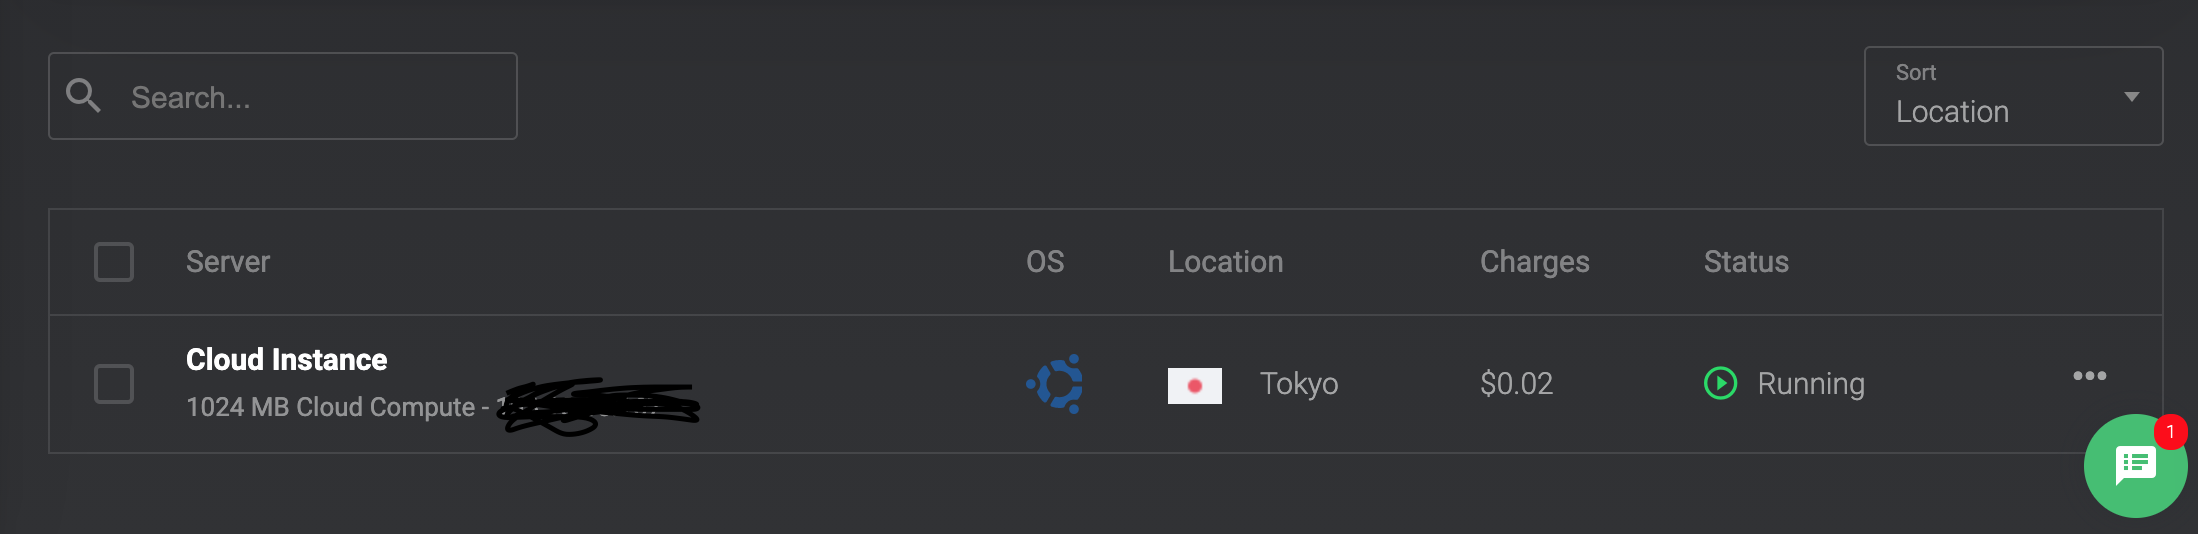 Search...
Sort
Location
Server OS Location Charges Status
Cloud Instance
1024 MB Cloud Compute -
Tokyo $0.02 Running
1